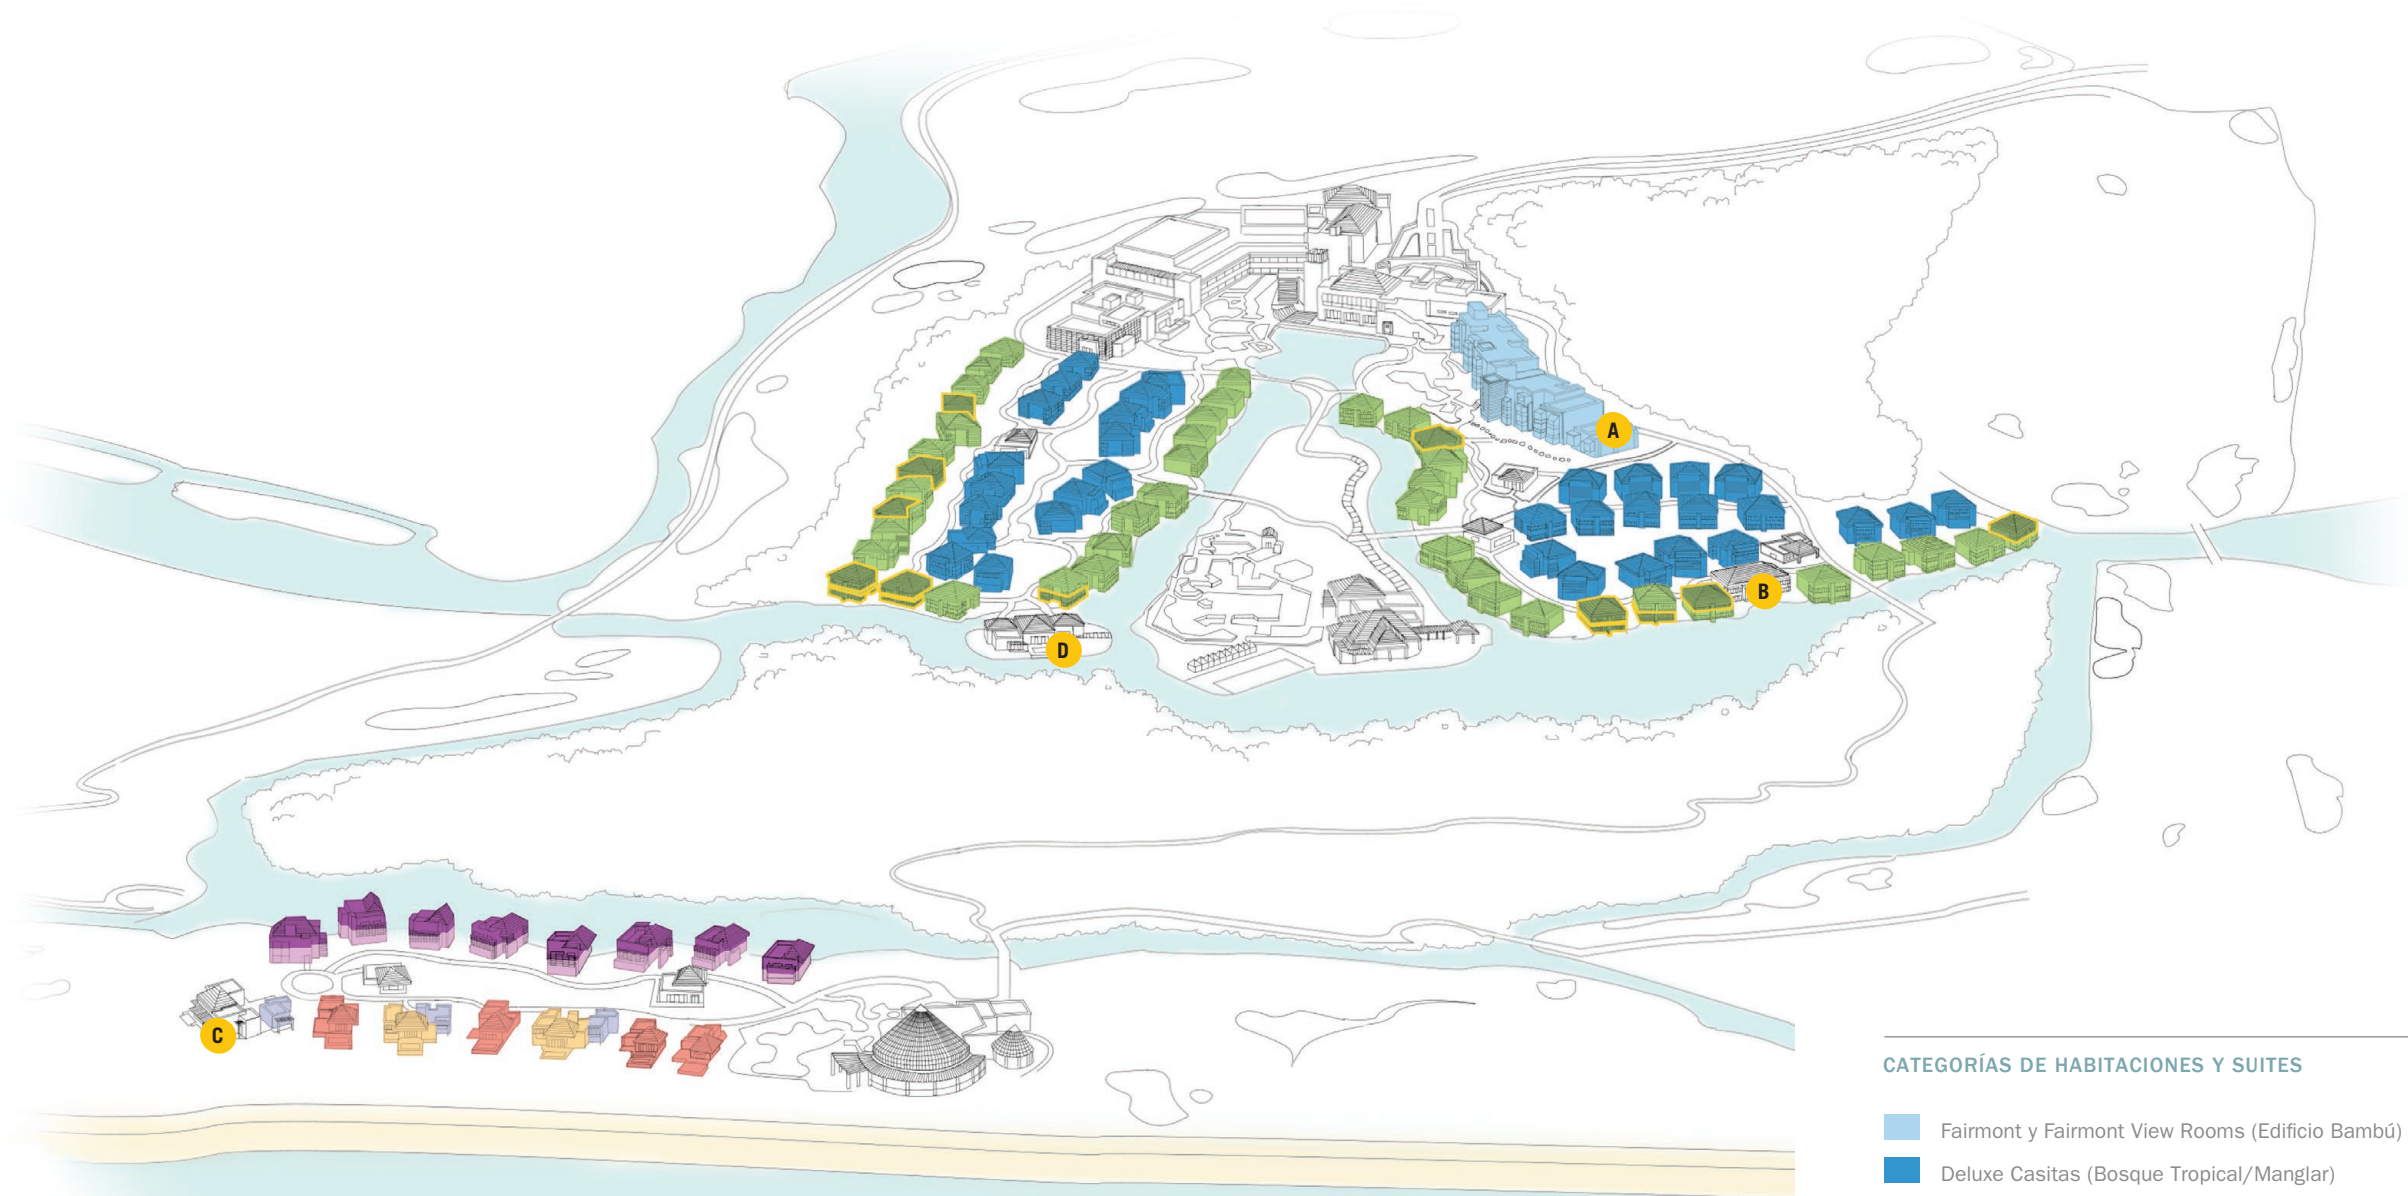 A
B
D
C
CATEGORÍAS DE HABITACIONES Y SUITES
Fairmont y Fairmont View Rooms (Edificio Bambú)
Deluxe Casitas (Bosque Tropical/Manglar)